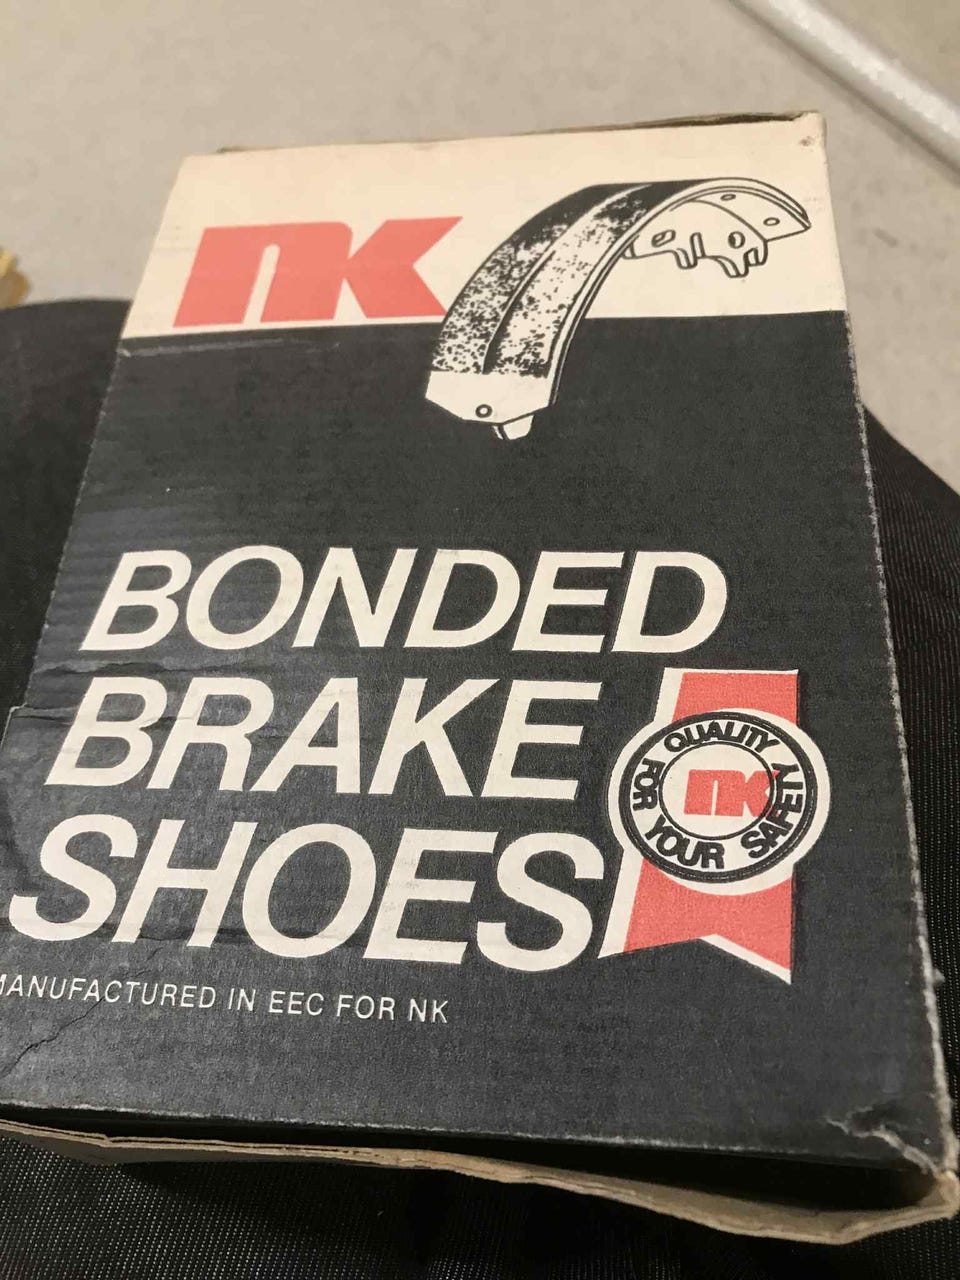 NK
BONDED
BRAKE
SHOES
QUALITY
FOR YOUR SAFETY
NK
MANUFACTURED IN EEC FOR NK